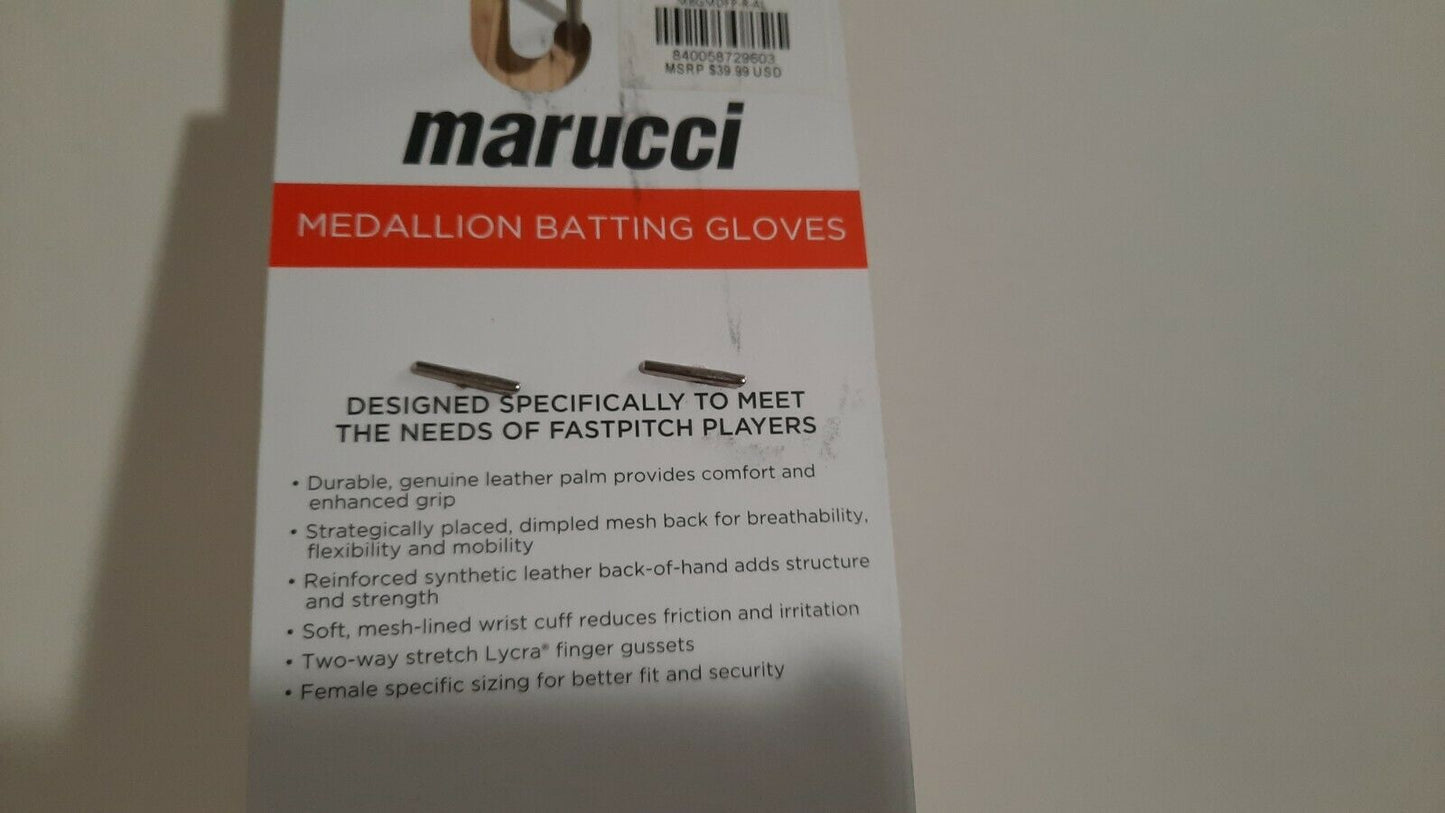 840058729603
MSRP $39.99 USD
marucci
MEDALLION BATTING GLOVES
DESIGNED SPECIFICALLY TO MEET
THE NEEDS OF FASTPITCH PLAYERS
• Durable, genuine leather palm provides comfort and
enhanced grip
• Strategically placed, dimpled mesh back for breathability,
flexibility and mobility
• Reinforced synthetic leather back-of-hand adds structure
and strength
• Soft, mesh-lined wrist cuff reduces friction and irritation
• Two-way stretch Lycra® finger gussets
• Female specific sizing for better fit and security